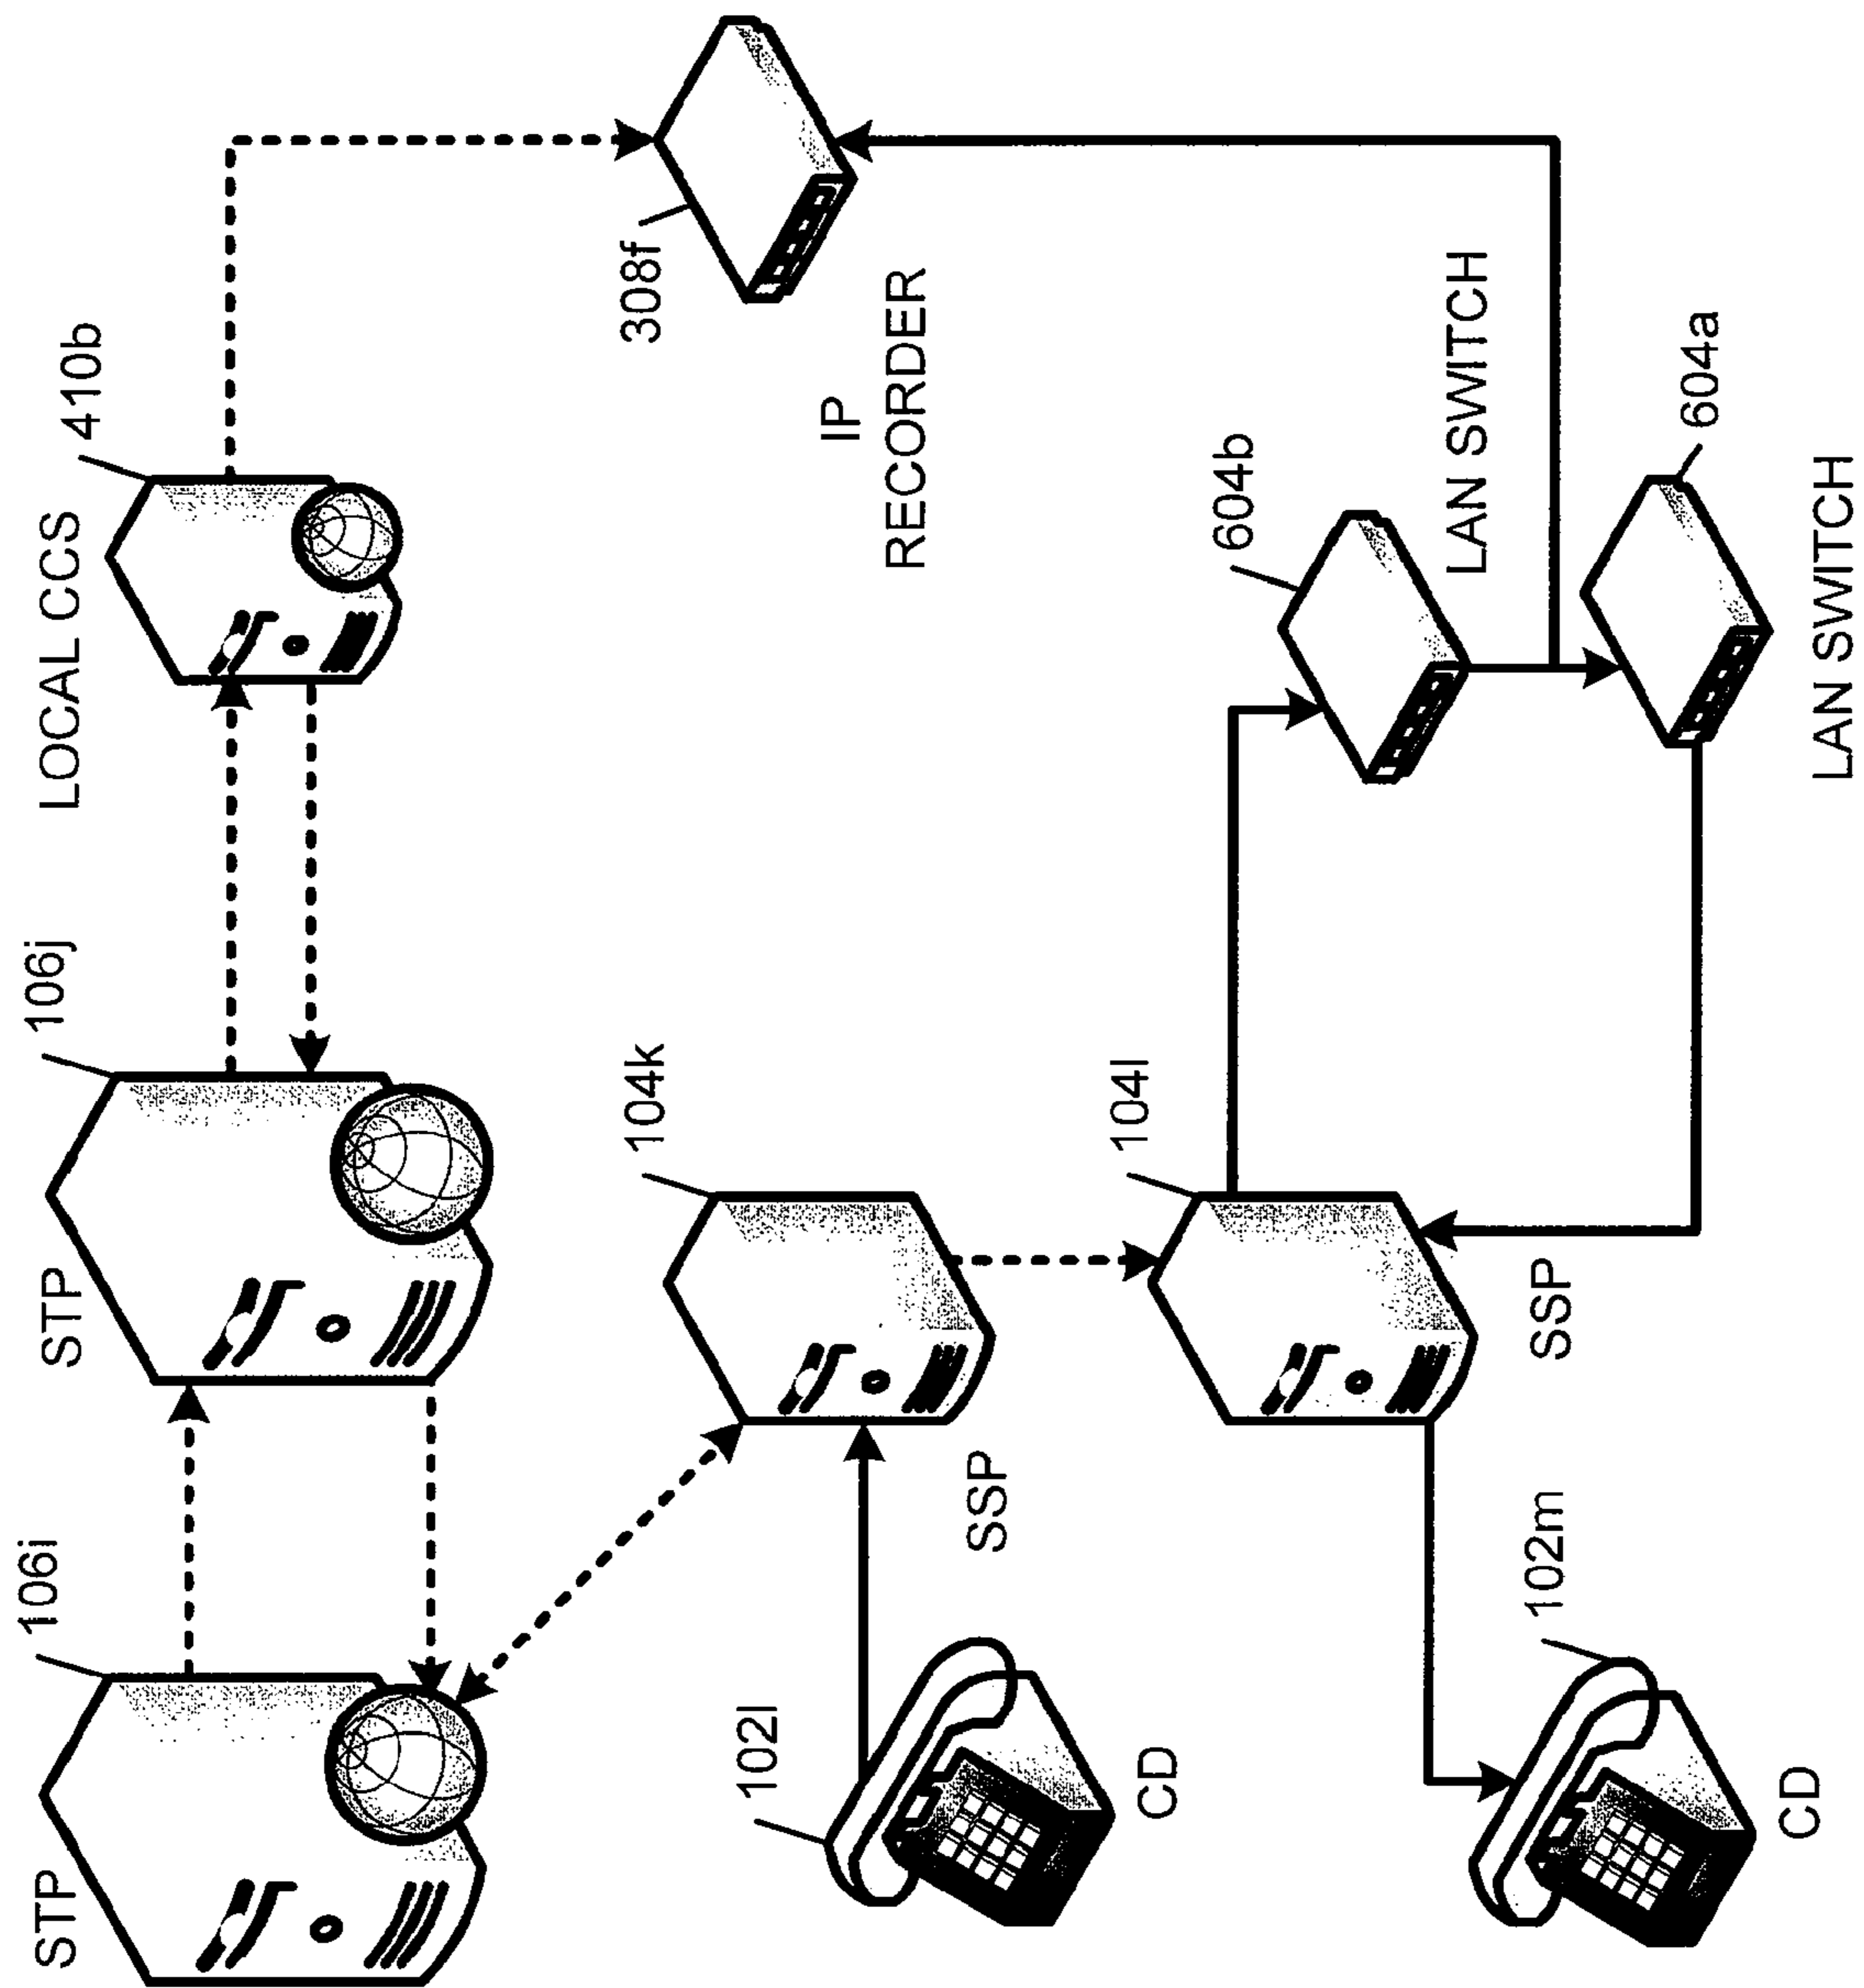 STP
106i
STP
106j
LOCAL CCS
410b
104k
308f
102l
IP
RECORDER
SSP
104l
CD
604b
LAN SWITCH
102m
SSP
604a
CD
LAN SWITCH